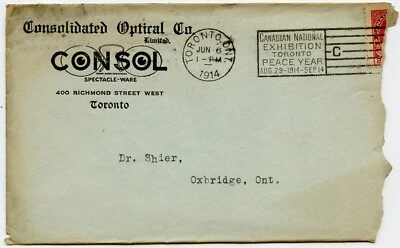 Consolidated Optical Co.
Limited.
CONSOL
SPECTACLE-WARE
400 RICHMOND STREET WEST
Toronto
TORONTO, ONT.
JUN 6
1-PM
1914
CANADIAN NATIONAL
EXHIBITION
TORONTO
PEACE YEAR
AUG. 29-1914-SEP. 14
C
Dr. Shier,
Oxbridge, Ont.